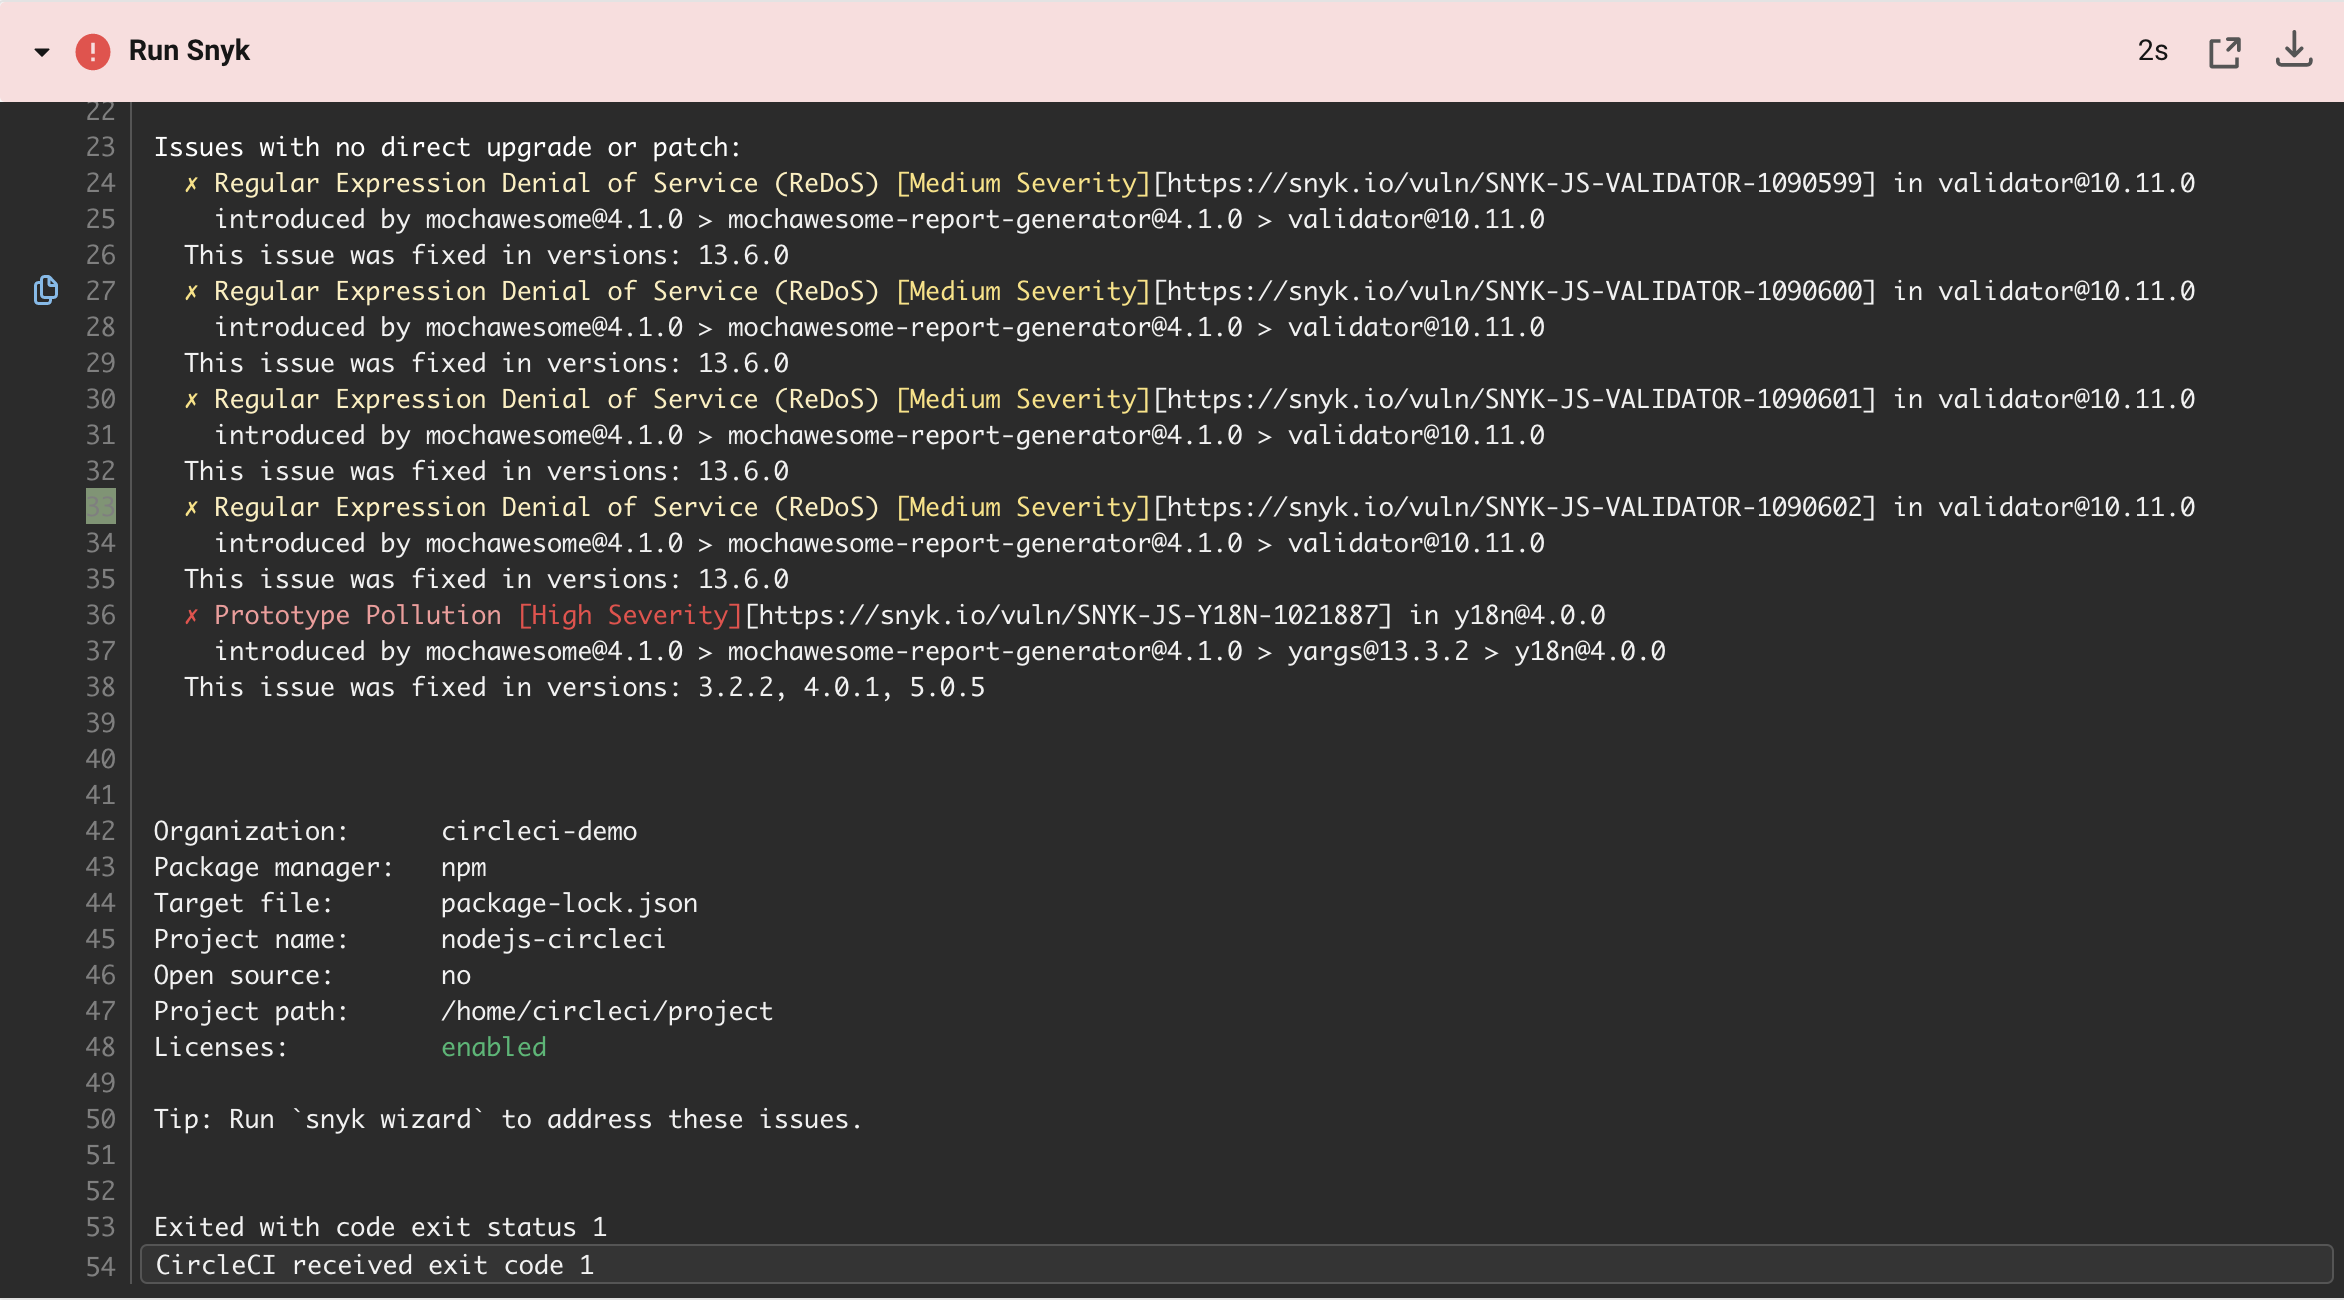 Run Snyk
2s
22
23 Issues with no direct upgrade or patch:
24 ✗ Regular Expression Denial of Service (ReDoS) [Medium Severity][https://snyk.io/vuln/SNYK-JS-VALIDATOR-1090599] in validator@10.11.0
25 introduced by mochawesome@4.1.0 > mochawesome-report-generator@4.1.0 > validator@10.11.0
26 This issue was fixed in versions: 13.6.0
27 ✗ Regular Expression Denial of Service (ReDoS) [Medium Severity][https://snyk.io/vuln/SNYK-JS-VALIDATOR-1090600] in validator@10.11.0
28 introduced by mochawesome@4.1.0 > mochawesome-report-generator@4.1.0 > validator@10.11.0
29 This issue was fixed in versions: 13.6.0
30 ✗ Regular Expression Denial of Service (ReDoS) [Medium Severity][https://snyk.io/vuln/SNYK-JS-VALIDATOR-1090601] in validator@10.11.0
31 introduced by mochawesome@4.1.0 > mochawesome-report-generator@4.1.0 > validator@10.11.0
32 This issue was fixed in versions: 13.6.0
33 ✗ Regular Expression Denial of Service (ReDoS) [Medium Severity][https://snyk.io/vuln/SNYK-JS-VALIDATOR-1090602] in validator@10.11.0
34 introduced by mochawesome@4.1.0 > mochawesome-report-generator@4.1.0 > validator@10.11.0
35 This issue was fixed in versions: 13.6.0
36 ✗ Prototype Pollution [High Severity][https://snyk.io/vuln/SNYK-JS-Y18N-1021887] in y18n@4.0.0
37 introduced by mochawesome@4.1.0 > mochawesome-report-generator@4.1.0 > yargs@13.3.2 > y18n@4.0.0
38 This issue was fixed in versions: 3.2.2, 4.0.1, 5.0.5
39
40
41
42 Organization: circleci-demo
43 Package manager: npm
44 Target file: package-lock.json
45 Project name: nodejs-circleci
46 Open source: no
47 Project path: /home/circleci/project
48 Licenses: enabled
49
50 Tip: Run `snyk wizard` to address these issues.
51
52
53 Exited with code exit status 1
54 CircleCI received exit code 1